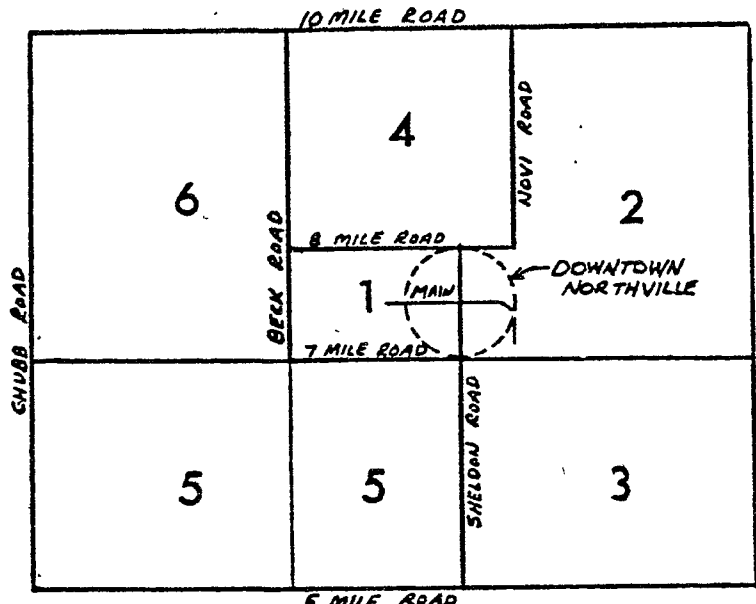 10 MILE ROAD
4
NOVI ROAD
6
2
BECK ROAD
8 MILE ROAD
DOWNTOWN
NORTHVILLE
1
MAIN
CHUBB ROAD
7 MILE ROAD
5
5
SHELDON ROAD
3
5 MILE ROAD